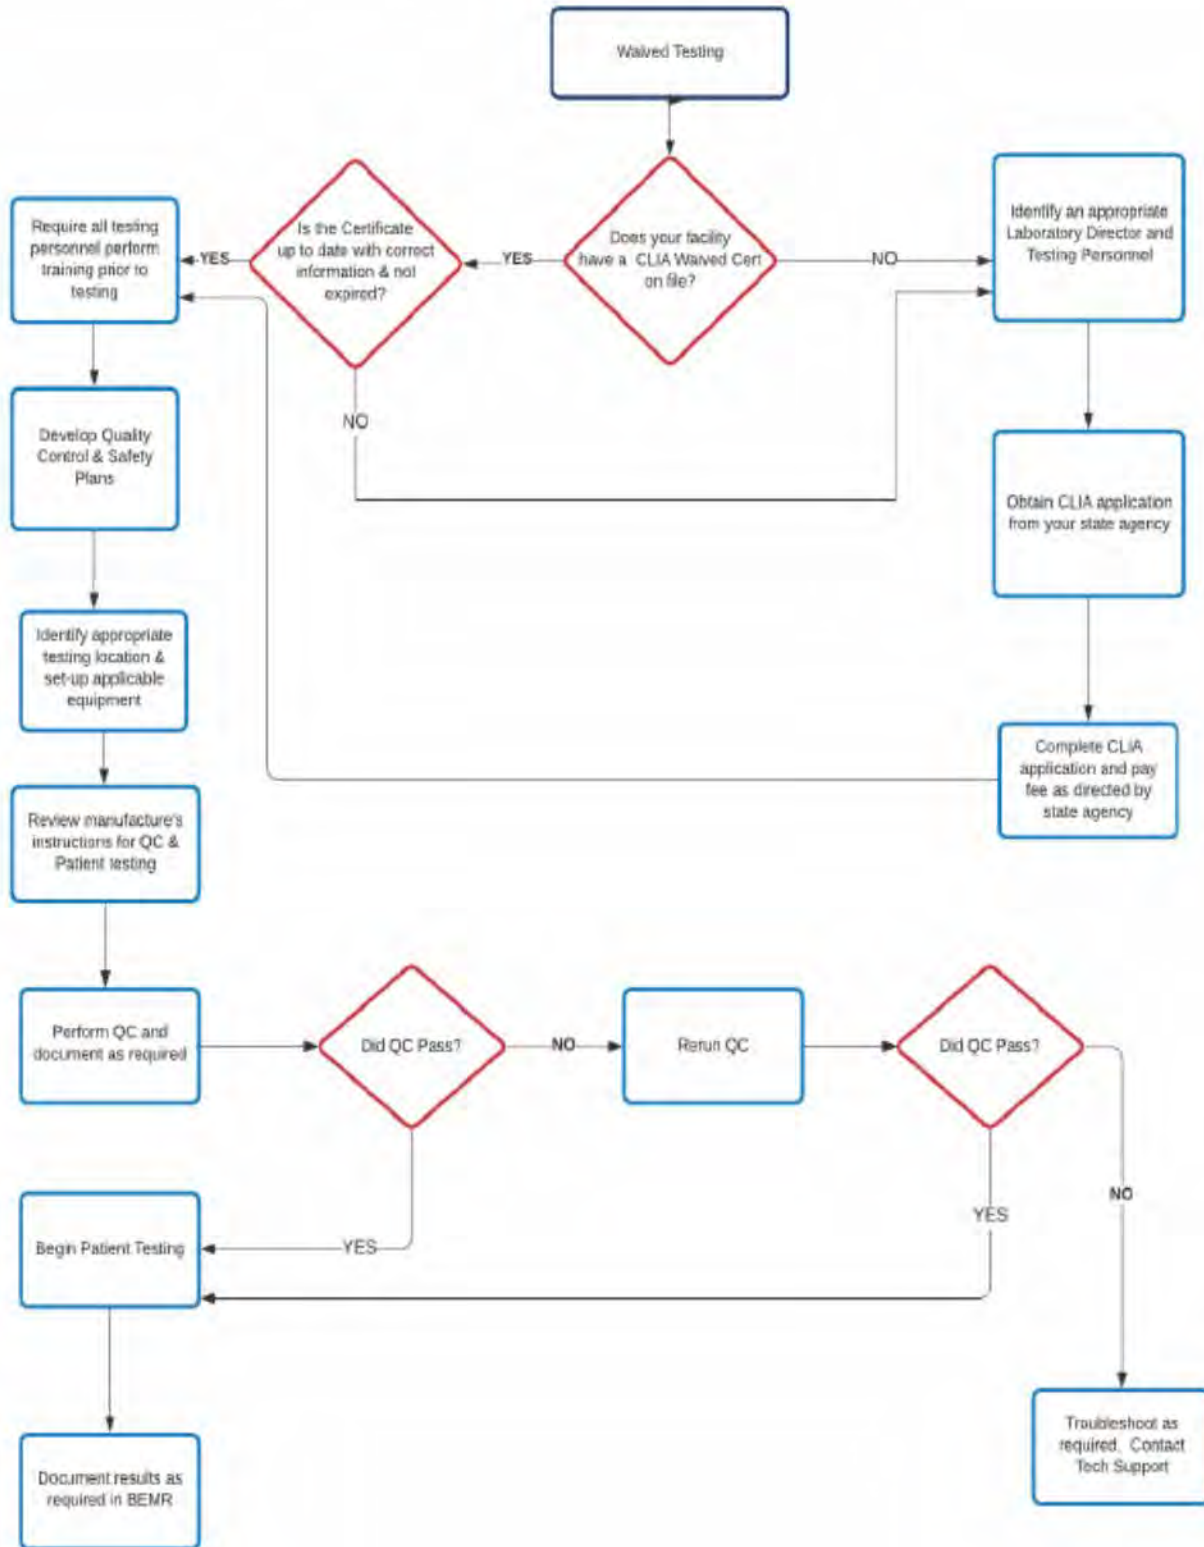 Waived Testing
Is the Certificate
up to date with correct
information & not
expired?
Does your facility
have a CLIA Waived Cert
on file?
Identify an appropriate
Laboratory Director and
Testing Personnel
Require all testing
personnel perform
training prior to
testing
YES
YES
NO
NO
Develop Quality
Control & Safety
Plans
Obtain CLIA application
from your state agency
Identify appropriate
testing location &
set-up applicable
equipment
Complete CLIA
application and pay
fee as directed by
state agency
Review manufacture's
instructions for QC &
Patient testing
Perform QC and
document as required
Did QC Pass?
NO
Rerun QC
Did QC Pass?
NO
YES
Begin Patient Testing
YES
Troubleshoot as
required, Contact
Tech Support
Document results as
required in BEMR